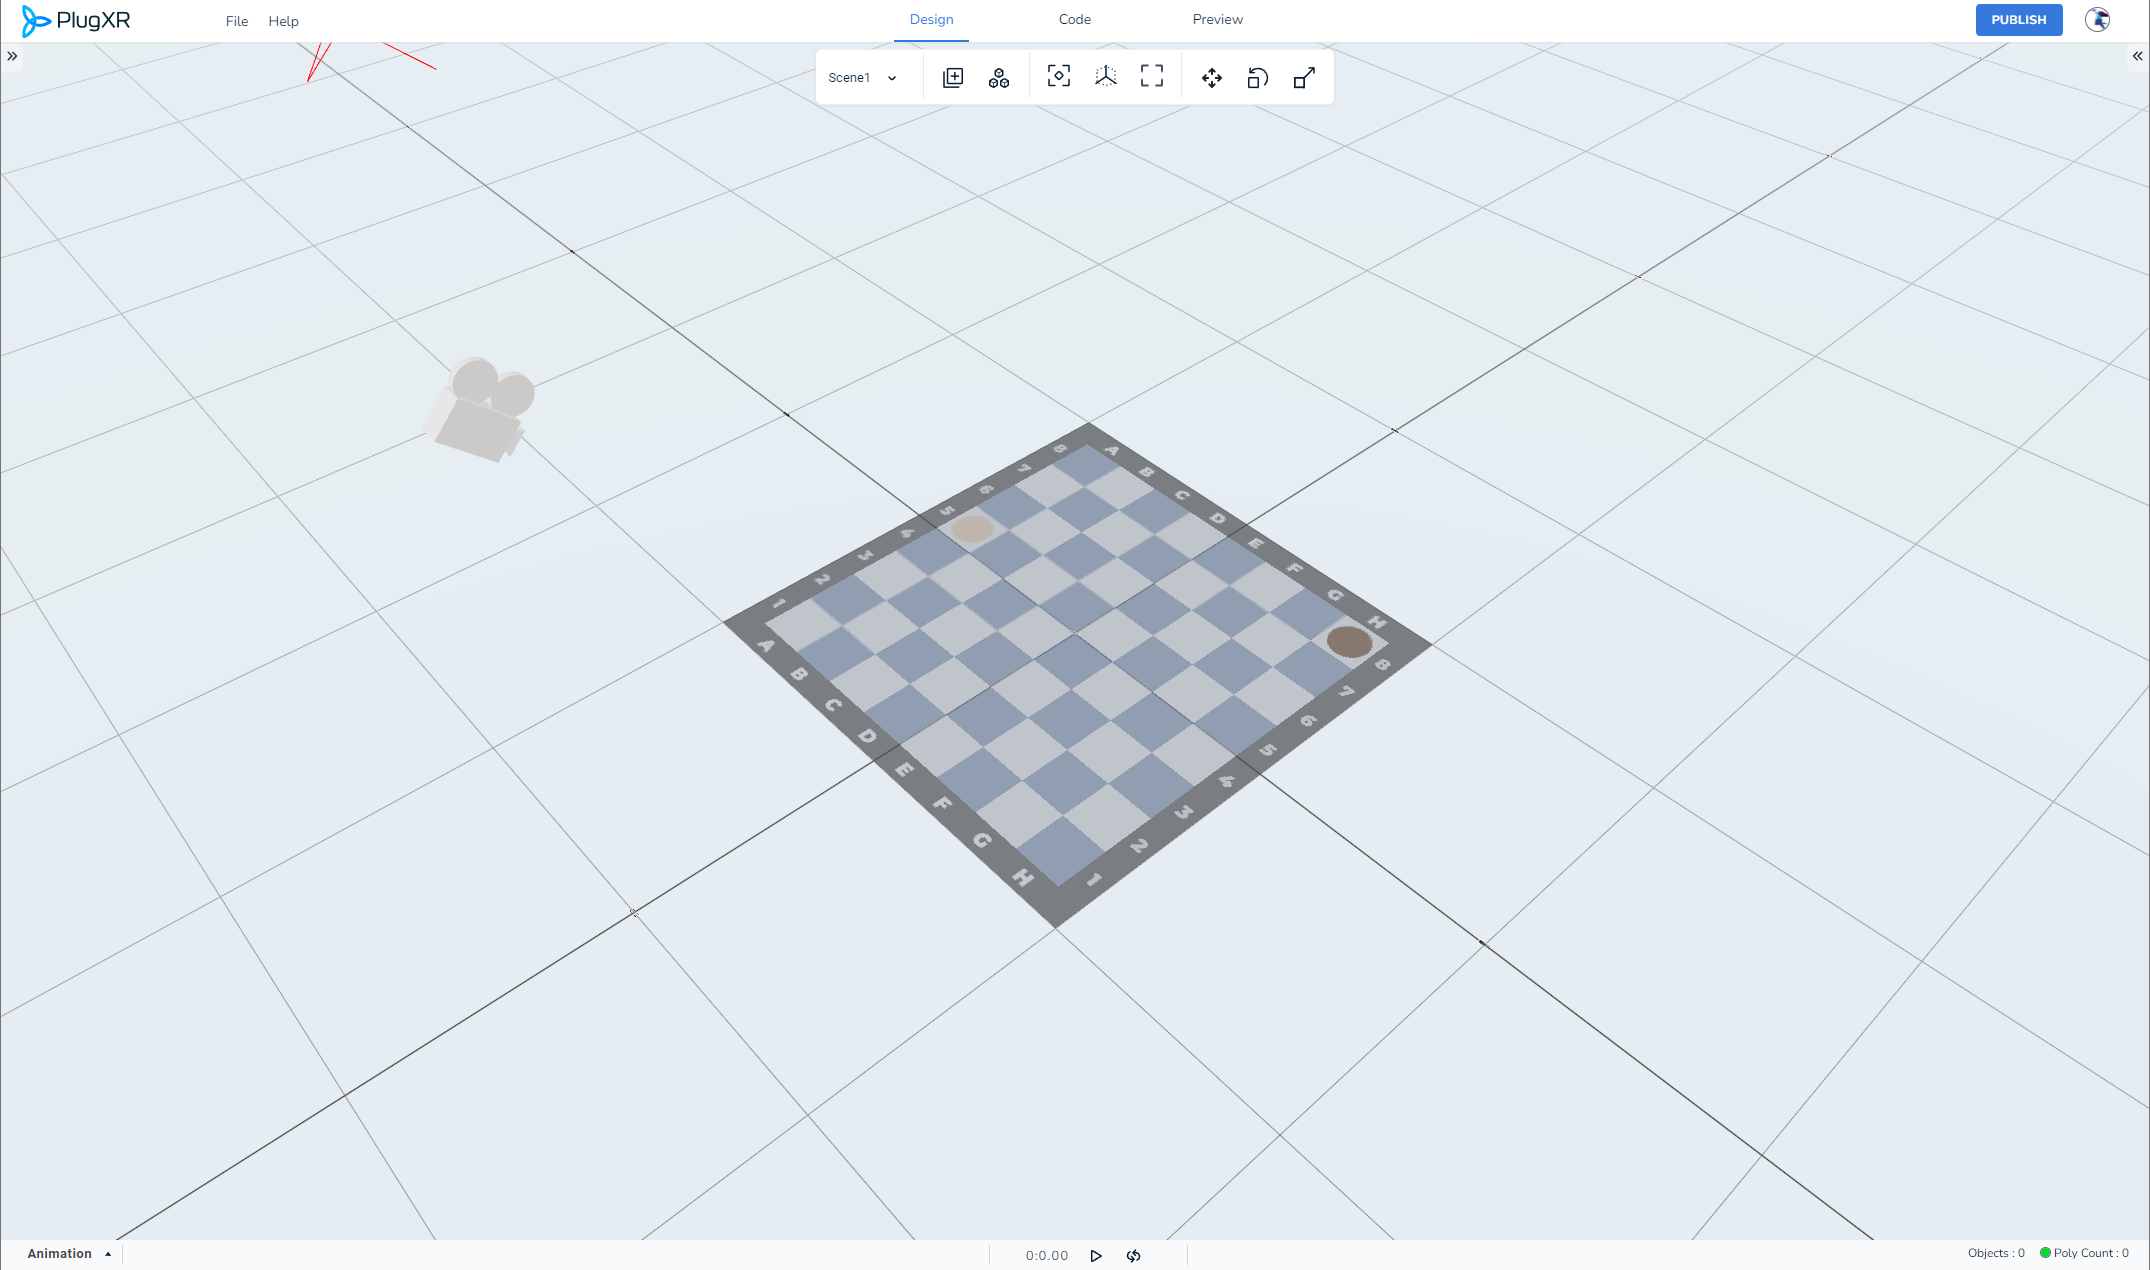 PlugXR
File Help
Design Code Preview
PUBLISH
Scene1
8 A
7 B
6 C
5 D
4 E
3 F
2 G
1 H
A 8
B 7
C 6
D 5
E 4
F 3
G 2
H 1
Animation
0:0.00
Objects : 0
Poly Count : 0